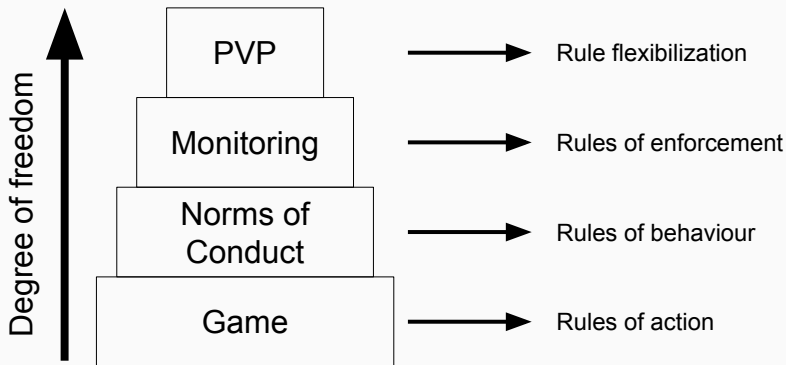 Degree of freedom
PVP
Rule flexibilization
Monitoring
Rules of enforcement
Norms of
Conduct
Rules of behaviour
Game
Rules of action